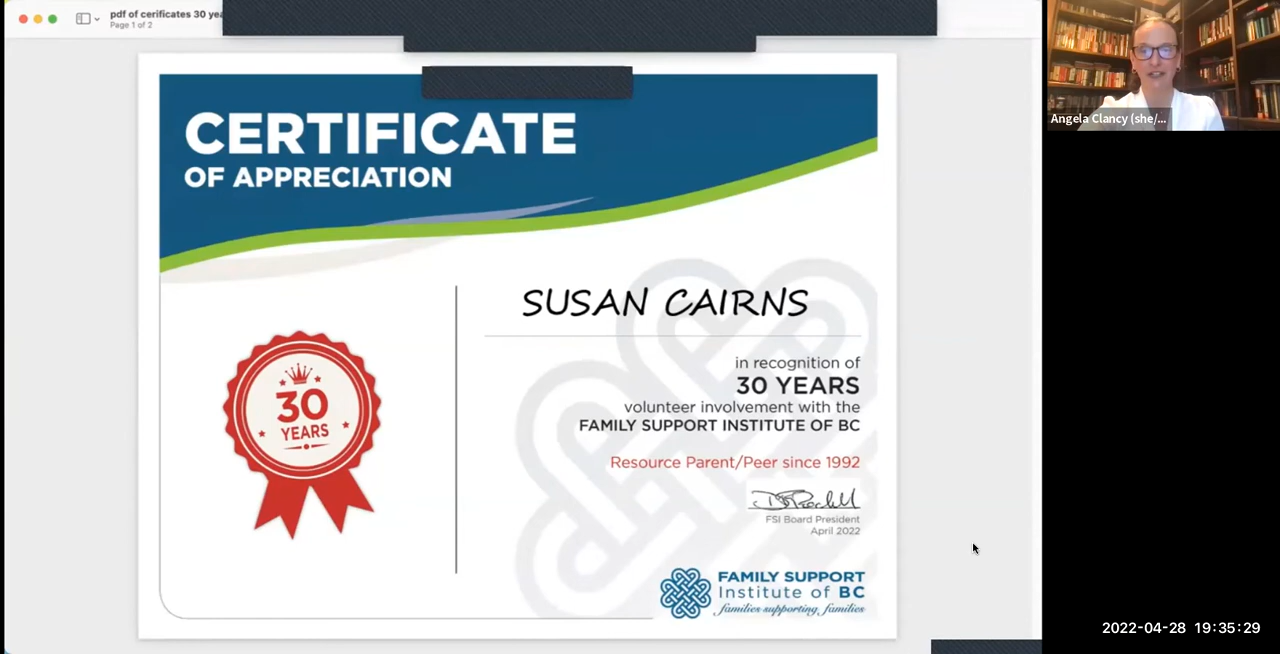 pdf of cerificates 30 yea
Page 1 of 2
Angela Clancy (she/...
CERTIFICATE
OF APPRECIATION
SUSAN CAIRNS
in recognition of
30 YEARS
volunteer involvement with the
FAMILY SUPPORT INSTITUTE OF BC
Resource Parent/Peer since 1992
30
YEARS
FSI Board President
April 2022
FAMILY SUPPORT
Institute of BC
families supporting families
2022-04-28 19:35:29